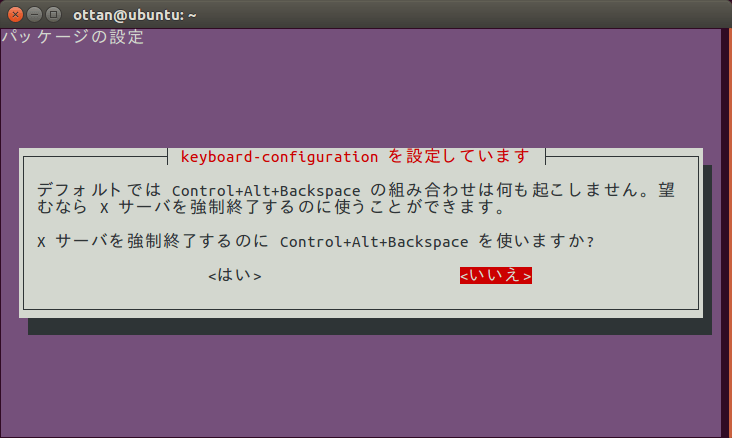 ottan@ubuntu: ~
パッケージの設定
keyboard-configuration を設定しています
デフォルトでは Control+Alt+Backspace の組み合わせは何も起こしません。望
むなら X サーバを強制終了するのに使うことができます。
X サーバを強制終了するのに Control+Alt+Backspace を使いますか?
<はい> <いいえ>